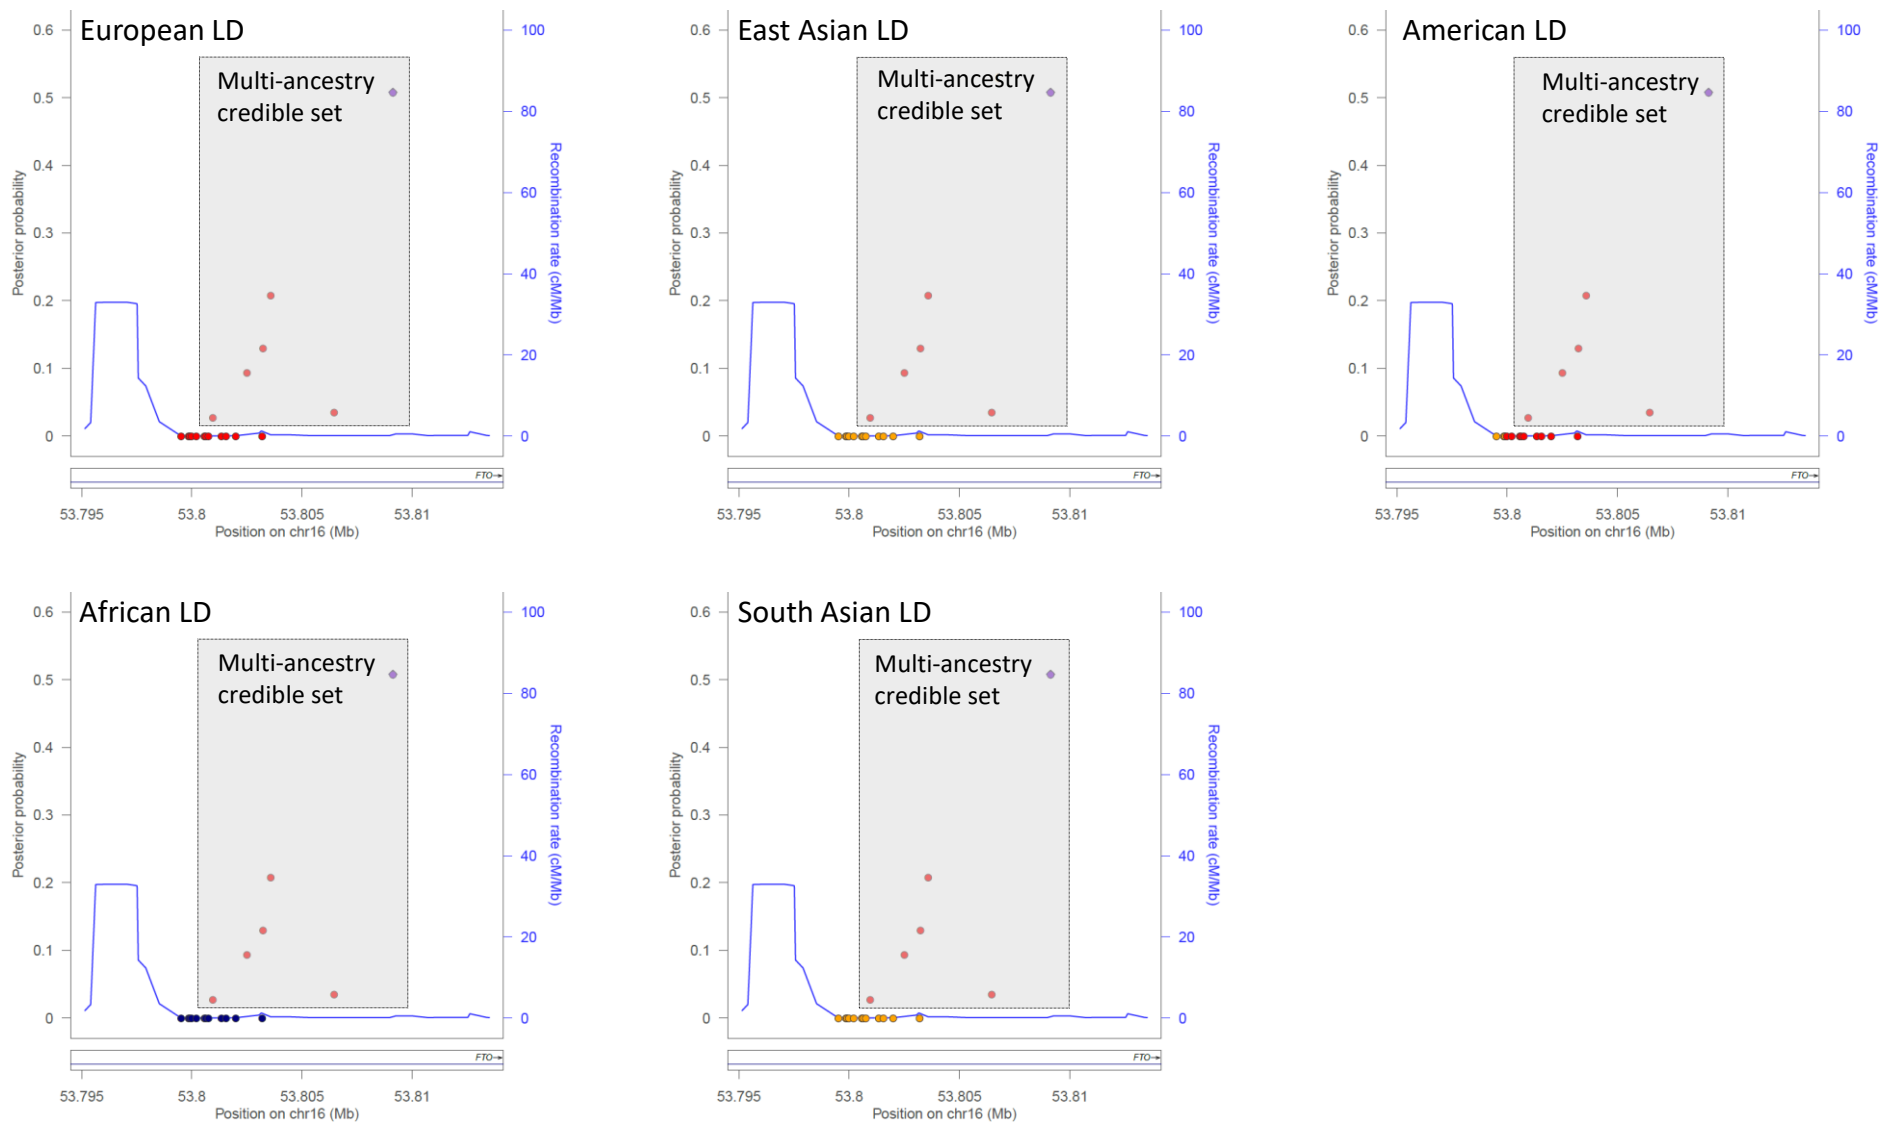 European LD
Multi-ancestry
credible set
0.6
0.5
0.4
0.3
0.2
0.1
0
Posterior probability
100
80
60
40
20
0
Recombination rate (cM/Mb)
FTO→
53.795 53.8 53.805 53.81
Position on chr16 (Mb)
East Asian LD
Multi-ancestry
credible set
0.6
0.5
0.4
0.3
0.2
0.1
0
Posterior probability
100
80
60
40
20
0
Recombination rate (cM/Mb)
FTO→
53.795 53.8 53.805 53.81
Position on chr16 (Mb)
American LD
Multi-ancestry
credible set
0.6
0.5
0.4
0.3
0.2
0.1
0
Posterior probability
100
80
60
40
20
0
Recombination rate (cM/Mb)
FTO→
53.795 53.8 53.805 53.81
Position on chr16 (Mb)
African LD
Multi-ancestry
credible set
0.6
0.5
0.4
0.3
0.2
0.1
0
Posterior probability
100
80
60
40
20
0
Recombination rate (cM/Mb)
FTO→
53.795 53.8 53.805 53.81
Position on chr16 (Mb)
South Asian LD
Multi-ancestry
credible set
0.6
0.5
0.4
0.3
0.2
0.1
0
Posterior probability
100
80
60
40
20
0
Recombination rate (cM/Mb)
FTO→
53.795 53.8 53.805 53.81
Position on chr16 (Mb)